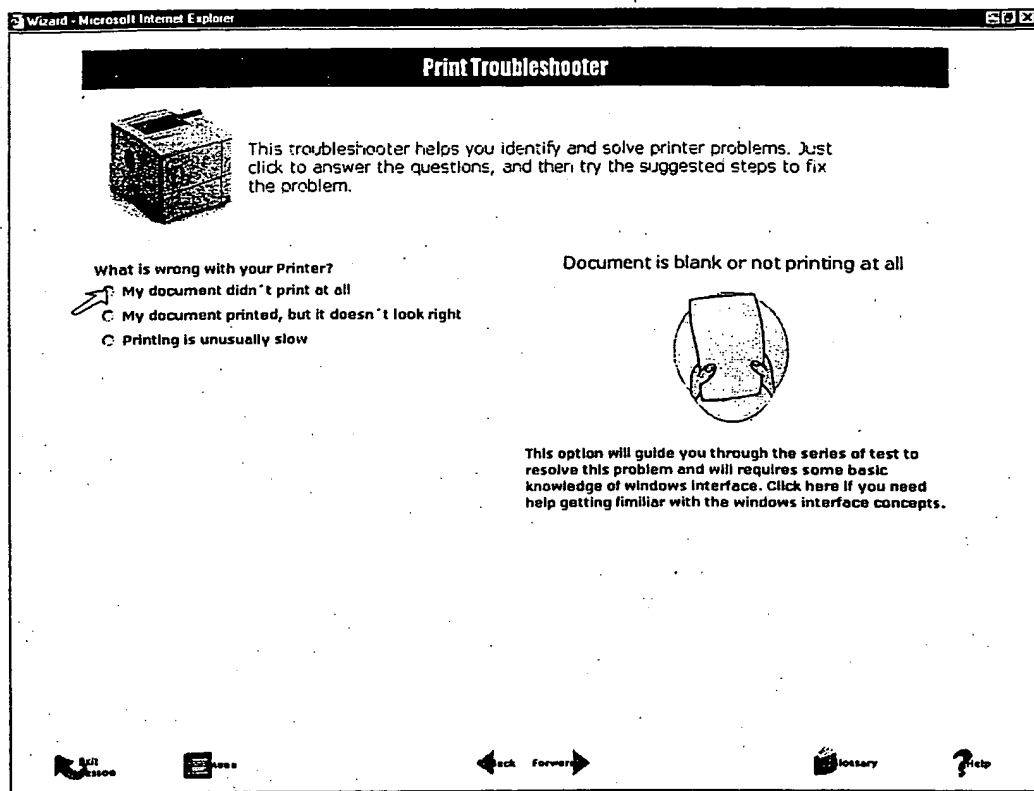 Wizard - Microsoft Internet Explorer
Print Troubleshooter
This troubleshooter helps you identify and solve printer problems. Just
click to answer the questions, and then try the suggested steps to fix
the problem.
What is wrong with your Printer?
My document didn´t print at all
My document printed, but it doesn´t look right
Printing is unusually slow
Document is blank or not printing at all
This option will guide you through the series of test to
resolve this problem and will requires some basic
knowledge of windows interface. Click here if you need
help getting fimiliar with the windows interface concepts.
Exit
Lesson
Back Forward
Glossary
Help